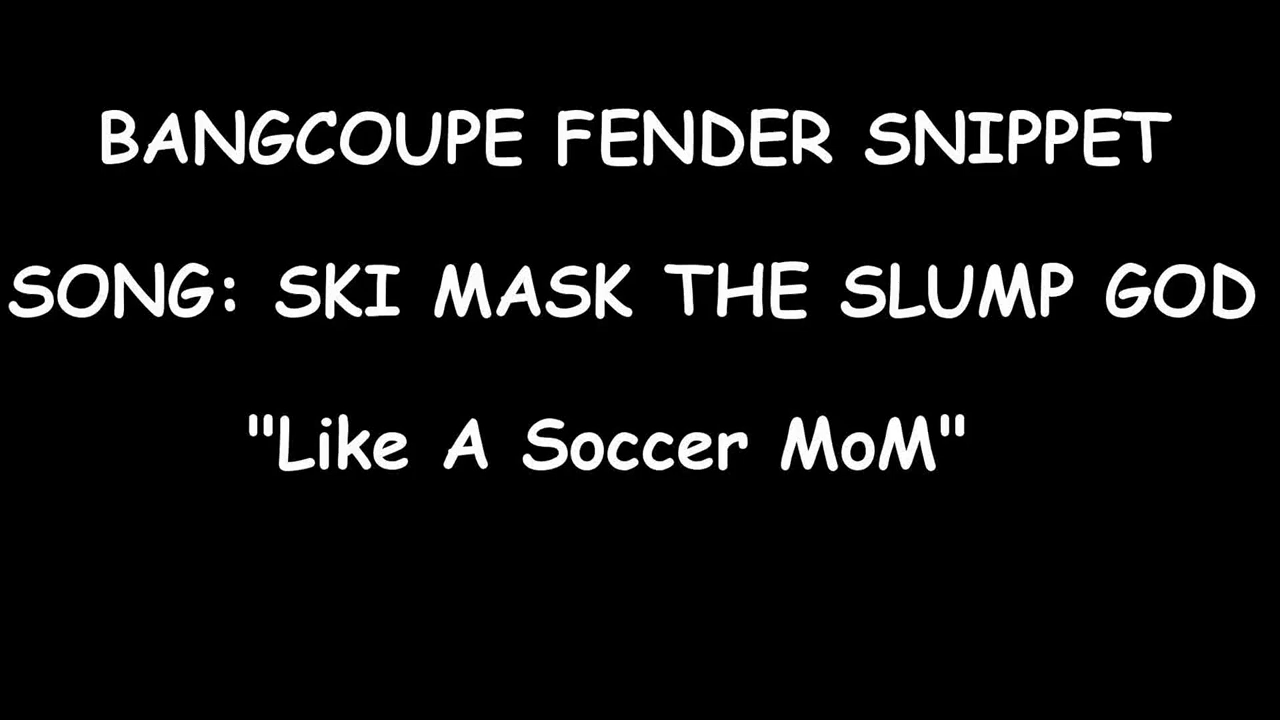 BANGCOUPE FENDER SNIPPET
SONG: SKI MASK THE SLUMP GOD
"Like A Soccer MoM"